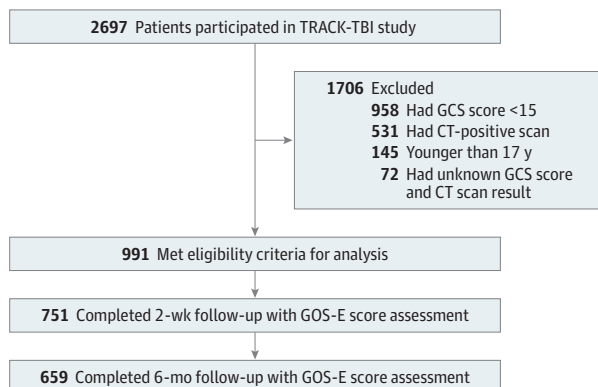 2697 Patients participated in TRACK-TBI study
1706 Excluded
958 Had GCS score <15
531 Had CT-positive scan
145 Younger than 17 y
72 Had unknown GCS score
and CT scan result
991 Met eligibility criteria for analysis
751 Completed 2-wk follow-up with GOS-E score assessment
659 Completed 6-mo follow-up with GOS-E score assessment